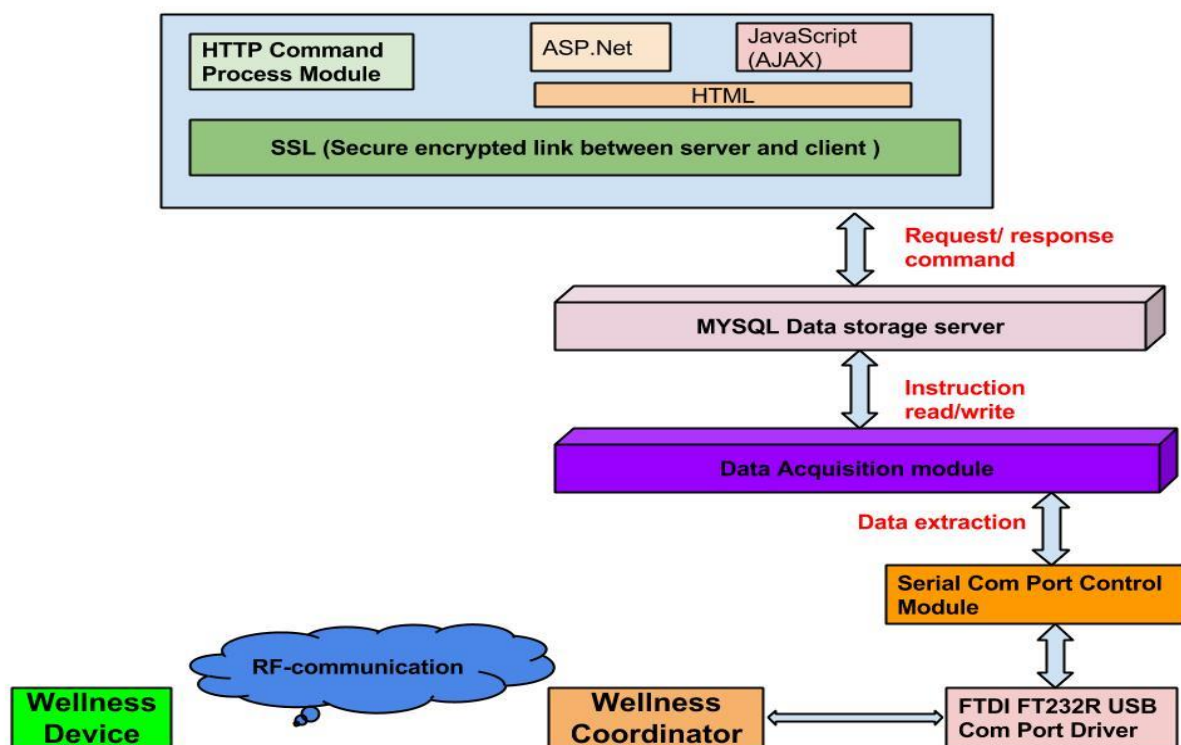 HTTP Command
Process Module
ASP.Net
JavaScript
(AJAX)
HTML
SSL (Secure encrypted link between server and client )
Request/ response
command
MYSQL Data storage server
Instruction
read/write
Data Acquisition module
Data extraction
Serial Com Port Control
Module
RF-communication
Wellness
Device
Wellness
Coordinator
FTDI FT232R USB
Com Port Driver